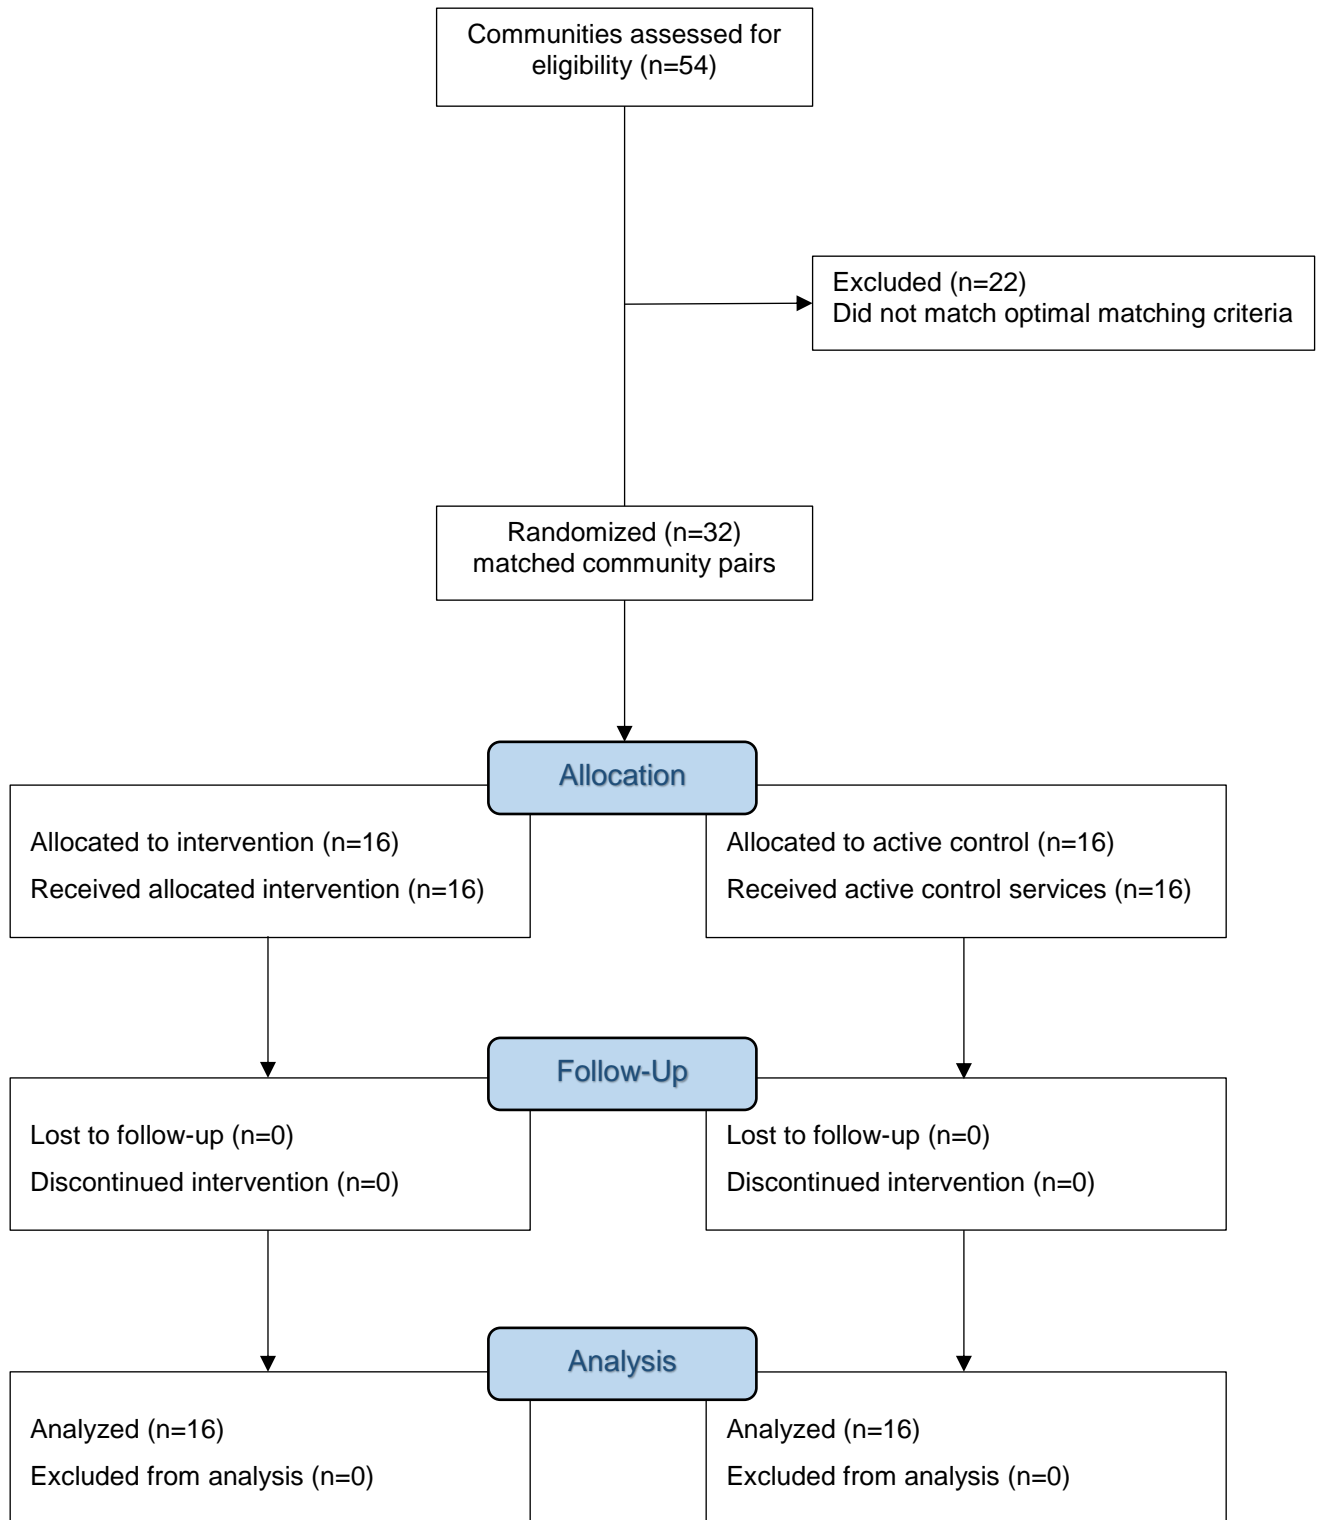 Communities assessed for
eligibility (n=54)
Excluded (n=22)
Did not match optimal matching criteria
Randomized (n=32)
matched community pairs
Allocation
Allocated to intervention (n=16)
Received allocated intervention (n=16)
Allocated to active control (n=16)
Received active control services (n=16)
Follow-Up
Lost to follow-up (n=0)
Discontinued intervention (n=0)
Lost to follow-up (n=0)
Discontinued intervention (n=0)
Analysis
Analyzed (n=16)
Excluded from analysis (n=0)
Analyzed (n=16)
Excluded from analysis (n=0)